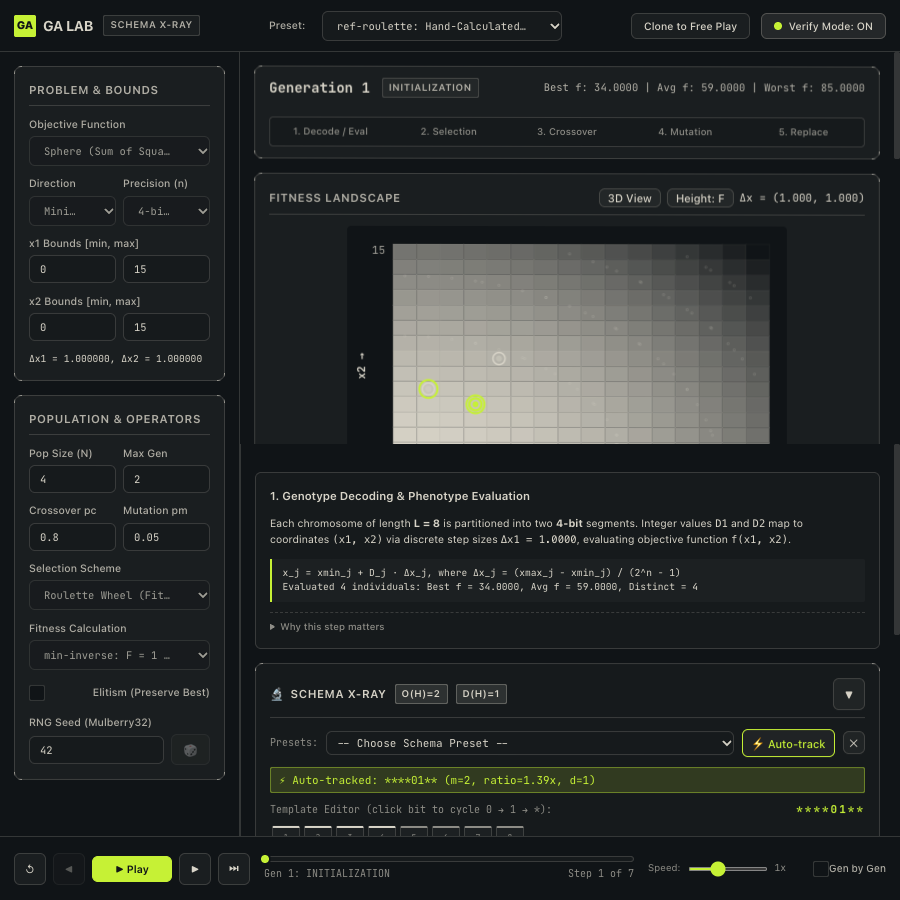 GA GA LAB SCHEMA X-RAY Preset: ref-roulette: Hand-Calculated… Clone to Free Play Verify Mode: ON
PROBLEM & BOUNDS
Objective Function
Sphere (Sum of Squa…
Direction Precision (n)
Mini… 4-bi…
x1 Bounds [min, max]
0 15
x2 Bounds [min, max]
0 15
Δx1 = 1.000000, Δx2 = 1.000000
POPULATION & OPERATORS
Pop Size (N) Max Gen
4 2
Crossover pc Mutation pm
0.8 0.05
Selection Scheme
Roulette Wheel (Fit…
Fitness Calculation
min-inverse: F = 1 …
Elitism (Preserve Best)
RNG Seed (Mulberry32)
42
Generation 1 INITIALIZATION Best f: 34.0000 | Avg f: 59.0000 | Worst f: 85.0000
1. Decode / Eval 2. Selection 3. Crossover 4. Mutation 5. Replace
FITNESS LANDSCAPE 3D View Height: F Δx = (1.000, 1.000)
15
x2 →
1. Genotype Decoding & Phenotype Evaluation
Each chromosome of length L = 8 is partitioned into two 4-bit segments. Integer values D1 and D2 map to
coordinates (x1, x2) via discrete step sizes Δx1 = 1.0000, evaluating objective function f(x1, x2).
x_j = xmin_j + D_j · Δx_j, where Δx_j = (xmax_j - xmin_j) / (2^n - 1)
Evaluated 4 individuals: Best f = 34.0000, Avg f = 59.0000, Distinct = 4
▶ Why this step matters
🔬 SCHEMA X-RAY O(H)=2 D(H)=1 ▼
Presets: -- Choose Schema Preset -- ⚡ Auto-track ✕
⚡ Auto-tracked: ****01** (m=2, ratio=1.39x, d=1)
Template Editor (click bit to cycle 0 → 1 → *): ****01**
▶ Play
Gen 1: INITIALIZATION Step 1 of 7
Speed: 1x Gen by Gen